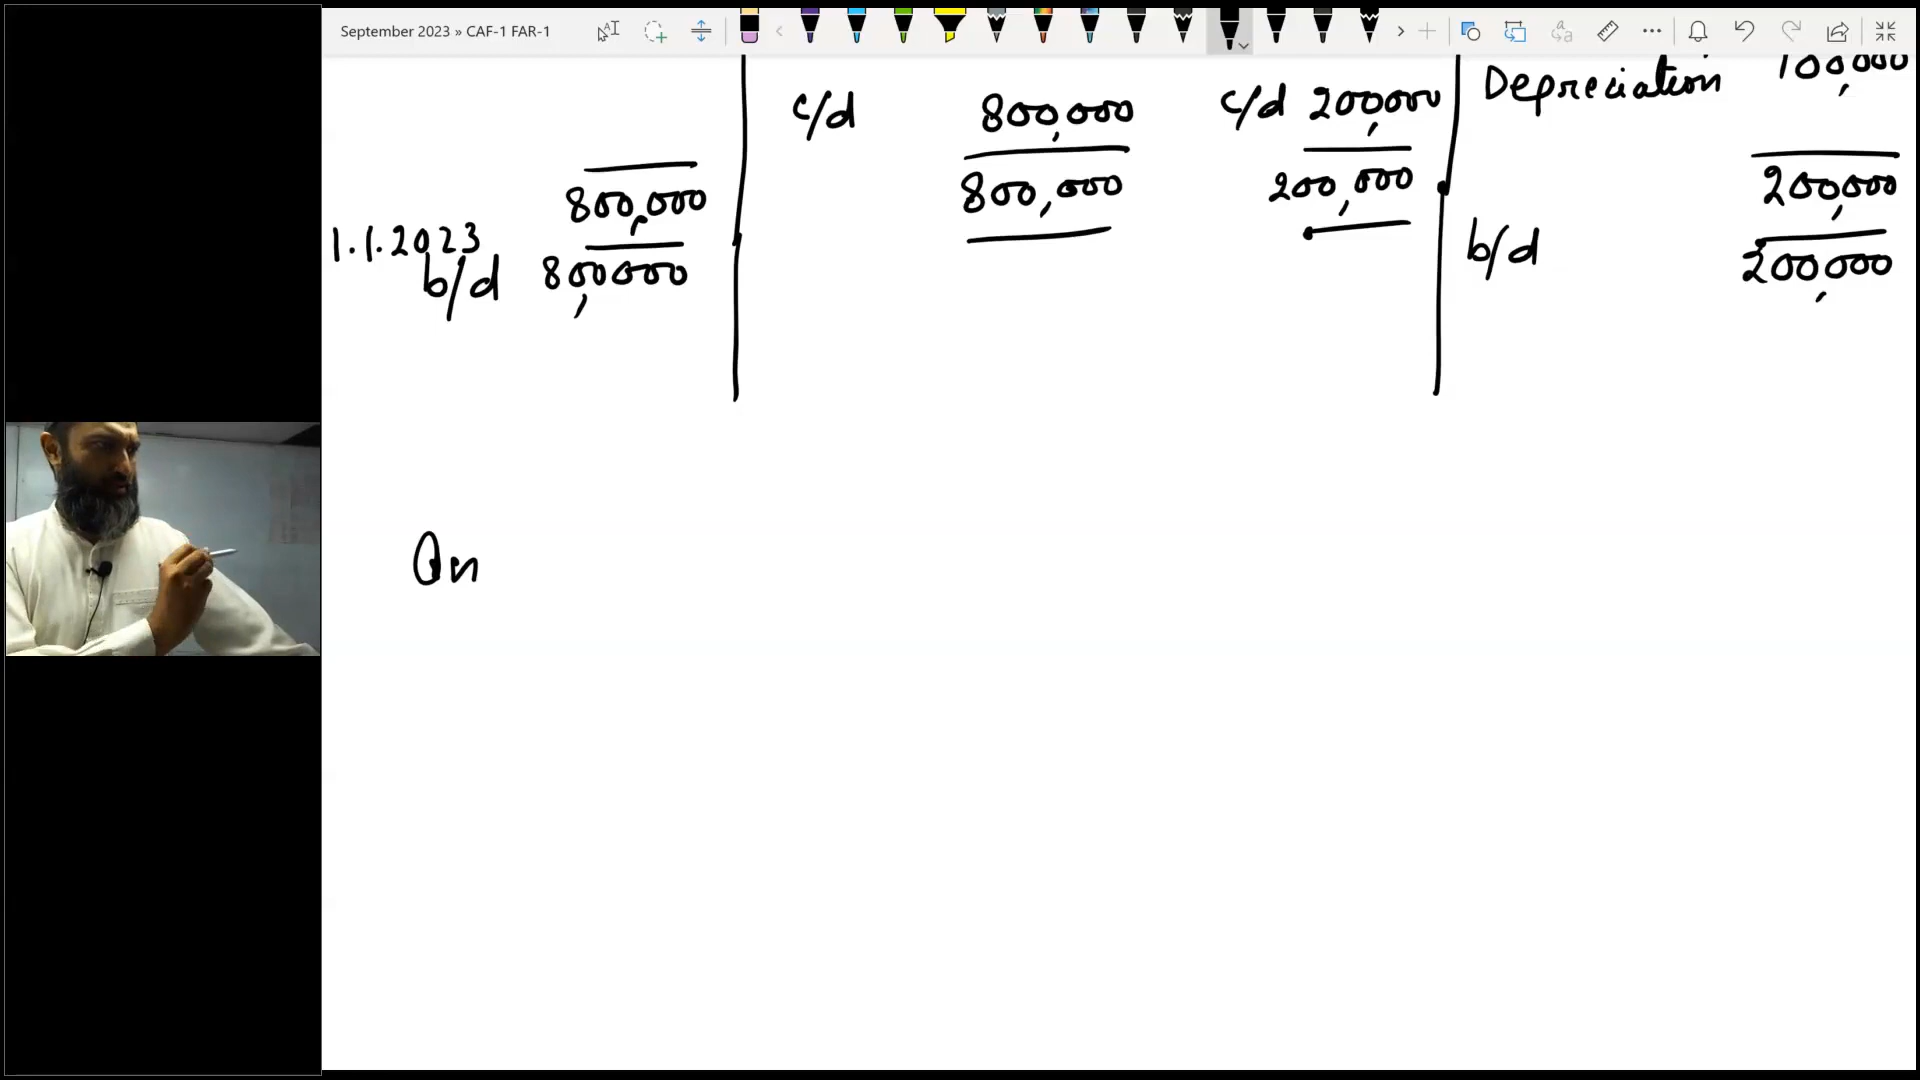 September 2023 » CAF-1 FAR-1
Depreciation 100,000
c/d 800,000 c/d 200,000
800,000 800,000 200,000 200,000
1.1.2023
b/d 800,000 b/d 200,000
Qn